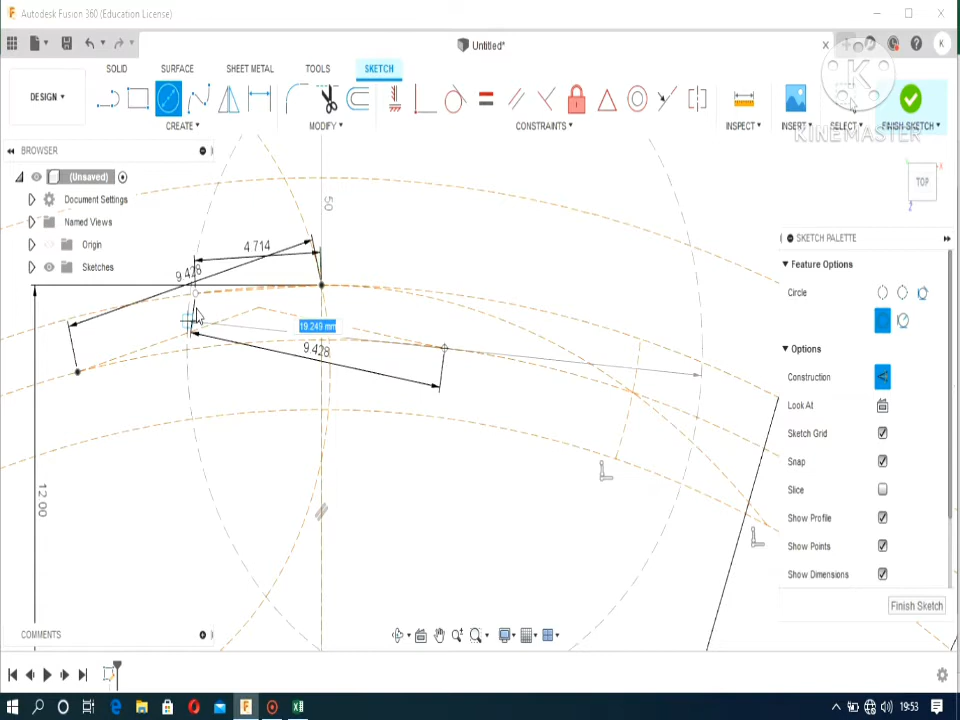 Autodesk Fusion 360 (Education License)
Untitled*
K
SOLID SURFACE SHEET METAL TOOLS SKETCH
DESIGN
CREATE MODIFY CONSTRAINTS INSPECT INSERT SELECT FINISH SKETCH
K
KINEMASTER
BROWSER
(Unsaved)
Document Settings
Named Views
Origin
Sketches
TOP
X
Z
SKETCH PALETTE
Feature Options
Circle
Options
Construction
Look At
Sketch Grid
Snap
Slice
Show Profile
Show Points
Show Dimensions
Finish Sketch
50
4.714
9.428
19.249 mm
9.428
12.00
COMMENTS
19:53